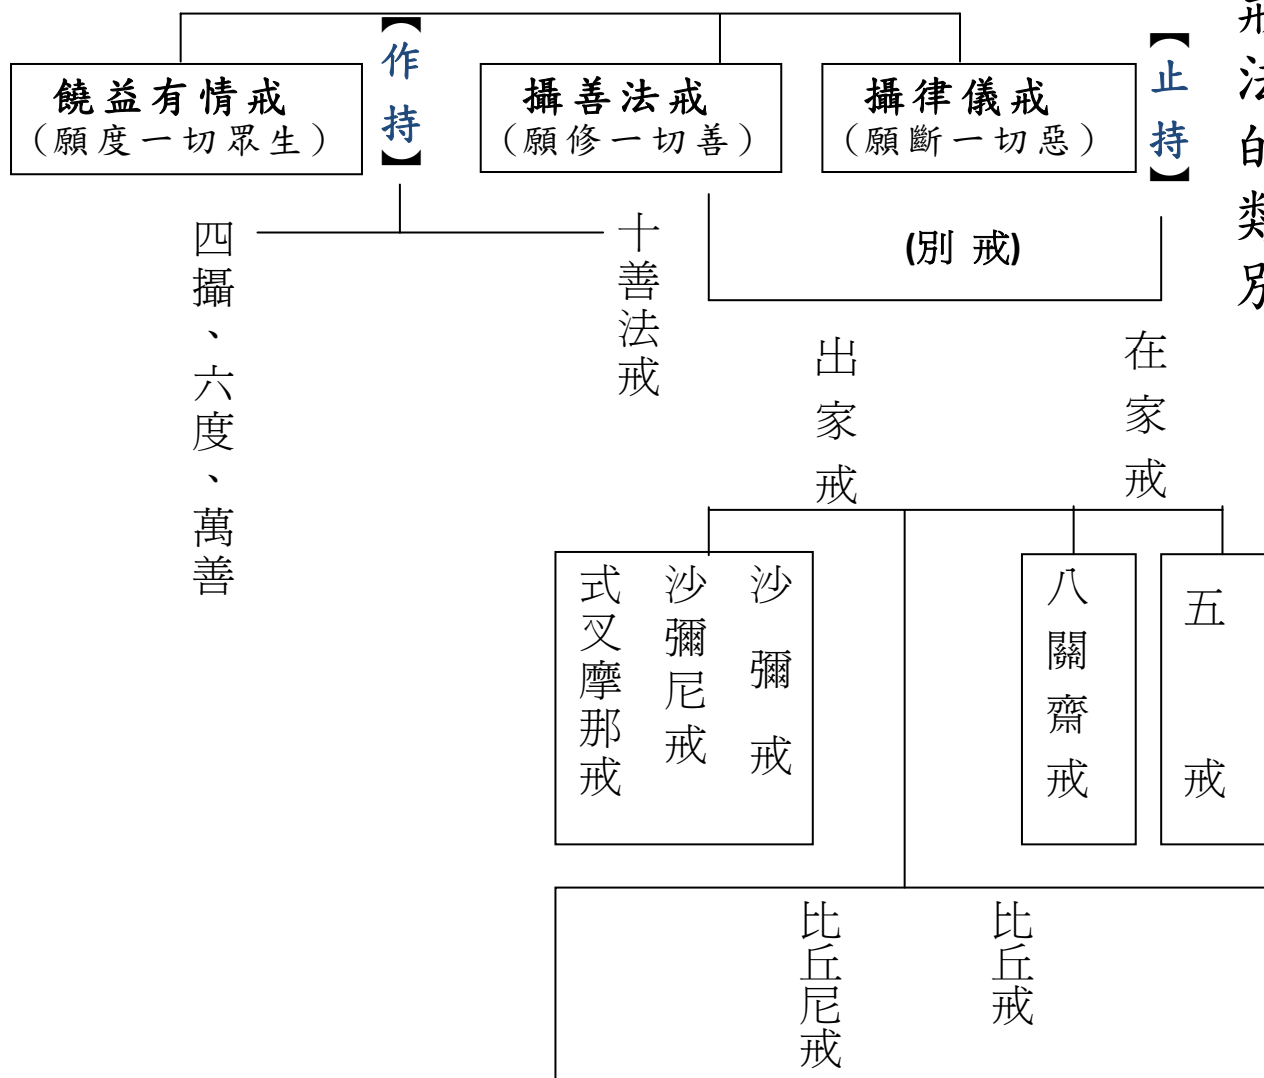 法的類別
【止持】
攝律儀戒
（願斷一切惡）
攝善法戒
（願修一切善）
【作持】
饒益有情戒
（願度一切眾生）
(別 戒)
在家戒
出家戒
十善法戒
四攝、六度、萬善
五戒
八關齋戒
沙彌戒
沙彌尼戒
式叉摩那戒
比丘戒
比丘尼戒